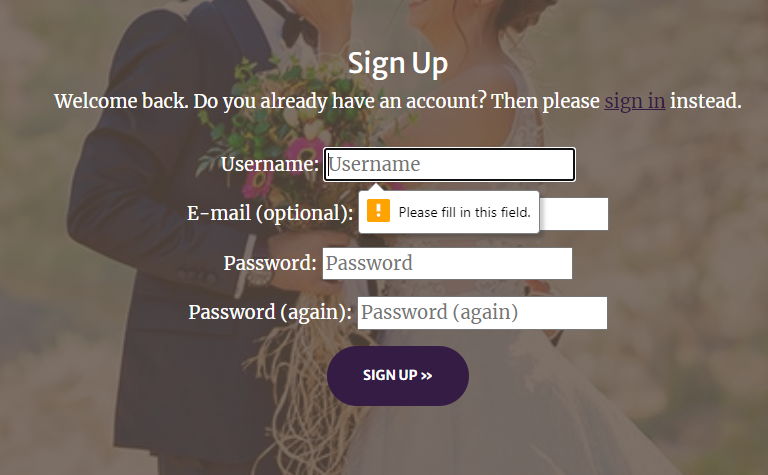 Sign Up
Welcome back. Do you already have an account? Then please sign in instead.
Username: Username
E-mail (optional):
Please fill in this field.
Password: Password
Password (again): Password (again)
SIGN UP »